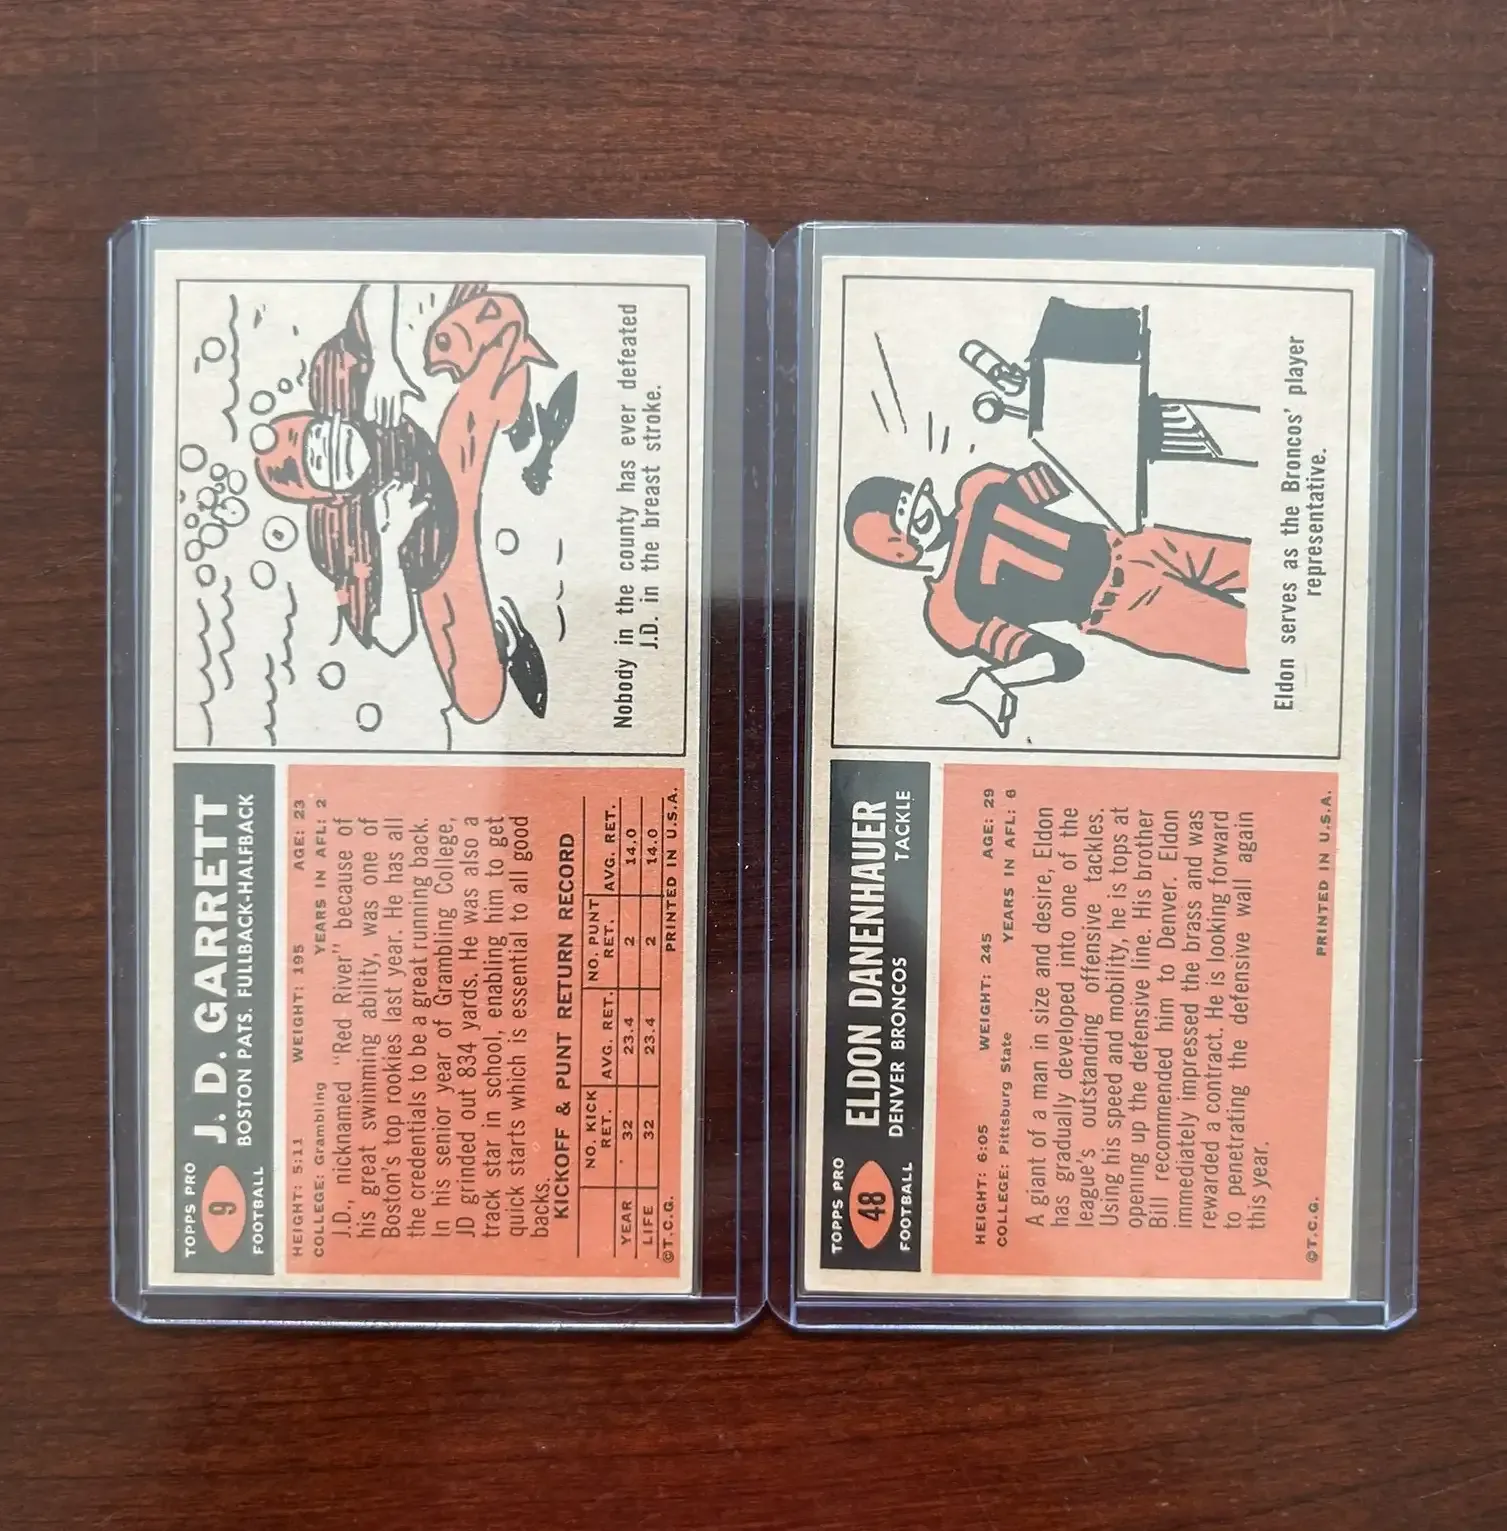 TOPPS PRO
9
FOOTBALL
J. D. GARRETT
BOSTON PATS. FULLBACK-HALFBACK
HEIGHT: 5:11 WEIGHT: 195 AGE: 23
COLLEGE: Grambling YEARS IN AFL: 2
J.D., nicknamed "Red River" because of
his great swimming ability, was one of
Boston's top rookies last year. He has all
the credentials to be a great running back.
In his senior year of Grambling College,
JD grinded out 834 yards. He was also a
track star in school, enabling him to get
quick starts which is essential to all good
backs.
KICKOFF & PUNT RETURN RECORD
NO. KICK RET. AVG. RET. NO. PUNT RET. AVG. RET.
YEAR 32 23.4 2 14.0
LIFE 32 23.4 2 14.0
©T.C.G. PRINTED IN U.S.A.
Nobody in the county has ever defeated
J.D. in the breast stroke.
TOPPS PRO
48
FOOTBALL
ELDON DANENHAUER
DENVER BRONCOS TACKLE
HEIGHT: 6:05 WEIGHT: 245 AGE: 29
COLLEGE: Pittsburg State YEARS IN AFL: 6
A giant of a man in size and desire, Eldon
has gradually developed into one of the
league's outstanding offensive tackles.
Using his speed and mobility, he is tops at
opening up the defensive line. His brother
Bill recommended him to Denver. Eldon
immediately impressed the brass and was
rewarded a contract. He is looking forward
to penetrating the defensive wall again
this year.
©T.C.G. PRINTED IN U.S.A.
71
Eldon serves as the Broncos' player
representative.